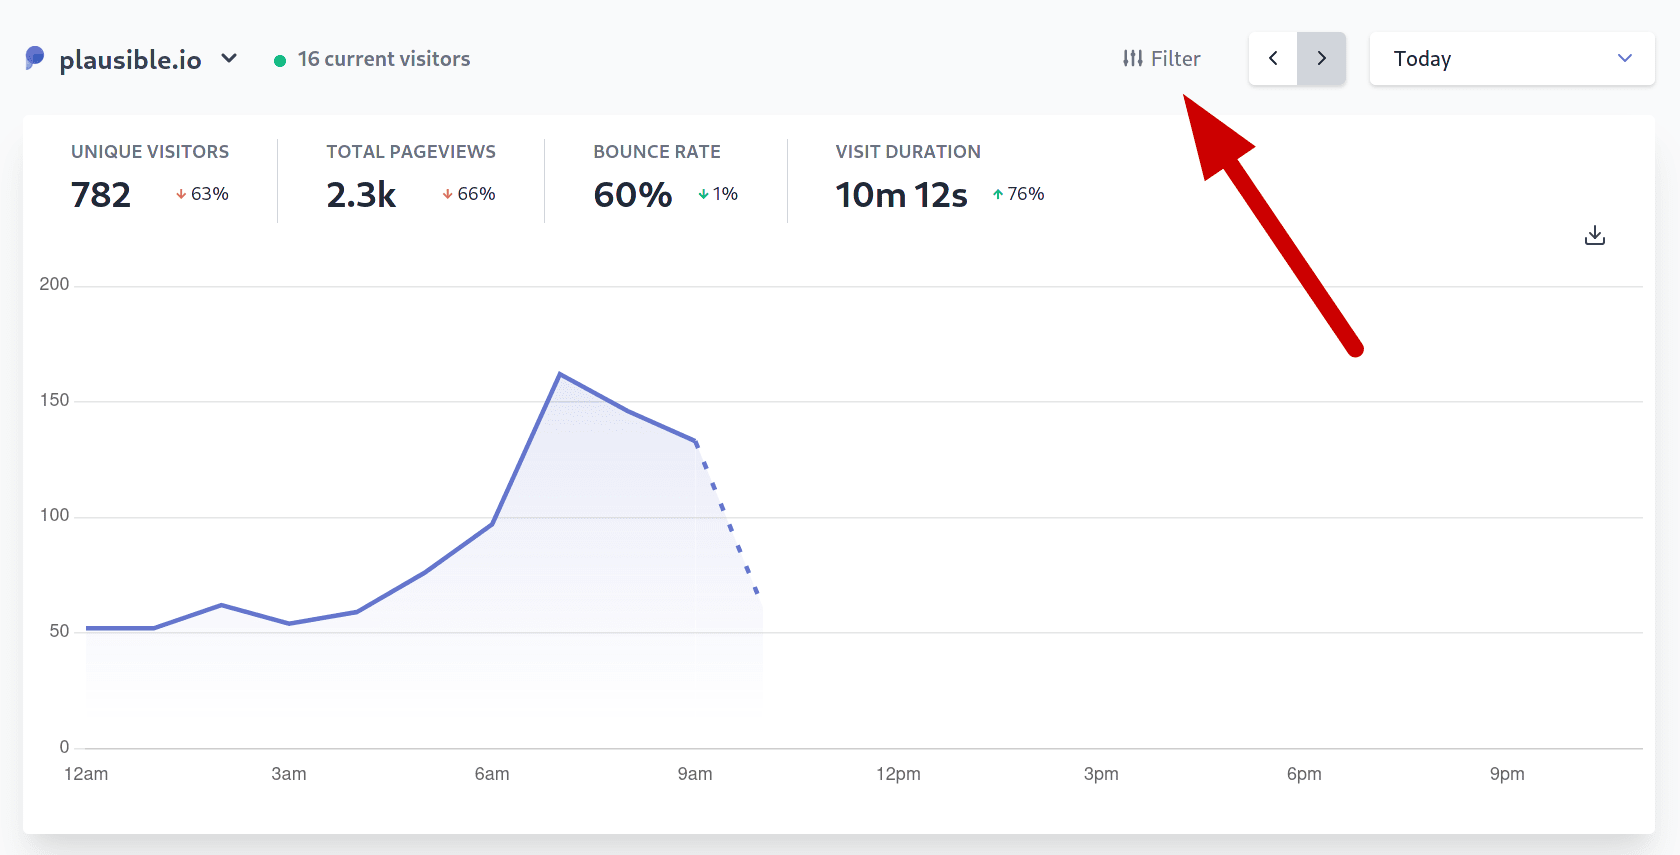 plausible.io
16 current visitors
Filter
Today
UNIQUE VISITORS
782
63%
TOTAL PAGEVIEWS
2.3k
66%
BOUNCE RATE
60%
1%
VISIT DURATION
10m 12s
76%
200
150
100
50
0
12am 3am 6am 9am 12pm 3pm 6pm 9pm